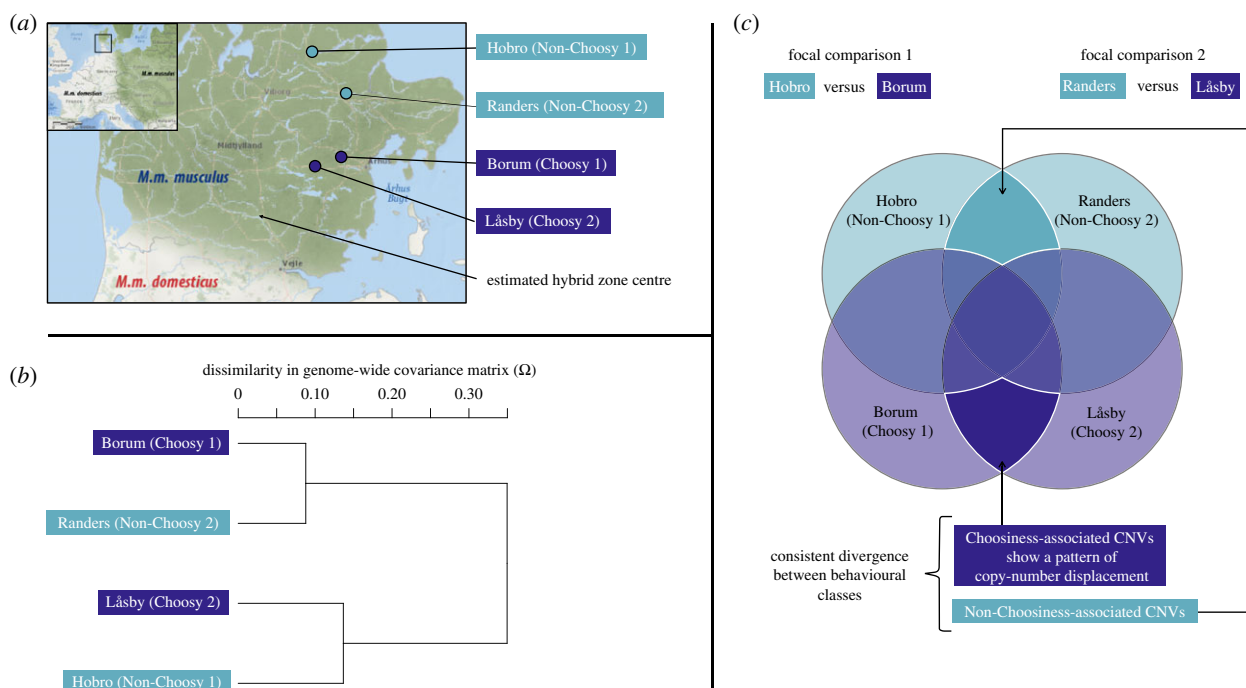 (a)
M.m. musculus
M.m. domesticus
Viborg
Midtjylland
Århus
Århus
Bugt
Vejle
M.m. musculus
M.m. domesticus
Hobro (Non-Choosy 1)
Randers (Non-Choosy 2)
Borum (Choosy 1)
Låsby (Choosy 2)
estimated hybrid zone centre
(b)
dissimilarity in genome-wide covariance matrix (Ω)
0 0.10 0.20 0.30
Borum (Choosy 1)
Randers (Non-Choosy 2)
Låsby (Choosy 2)
Hobro (Non-Choosy 1)
(c)
focal comparison 1
Hobro versus Borum
focal comparison 2
Randers versus Låsby
Hobro
(Non-Choosy 1)
Randers
(Non-Choosy 2)
Borum
(Choosy 1)
Låsby
(Choosy 2)
consistent divergence
between behavioural
classes
Choosiness-associated CNVs
show a pattern of
copy-number displacement
Non-Choosiness-associated CNVs